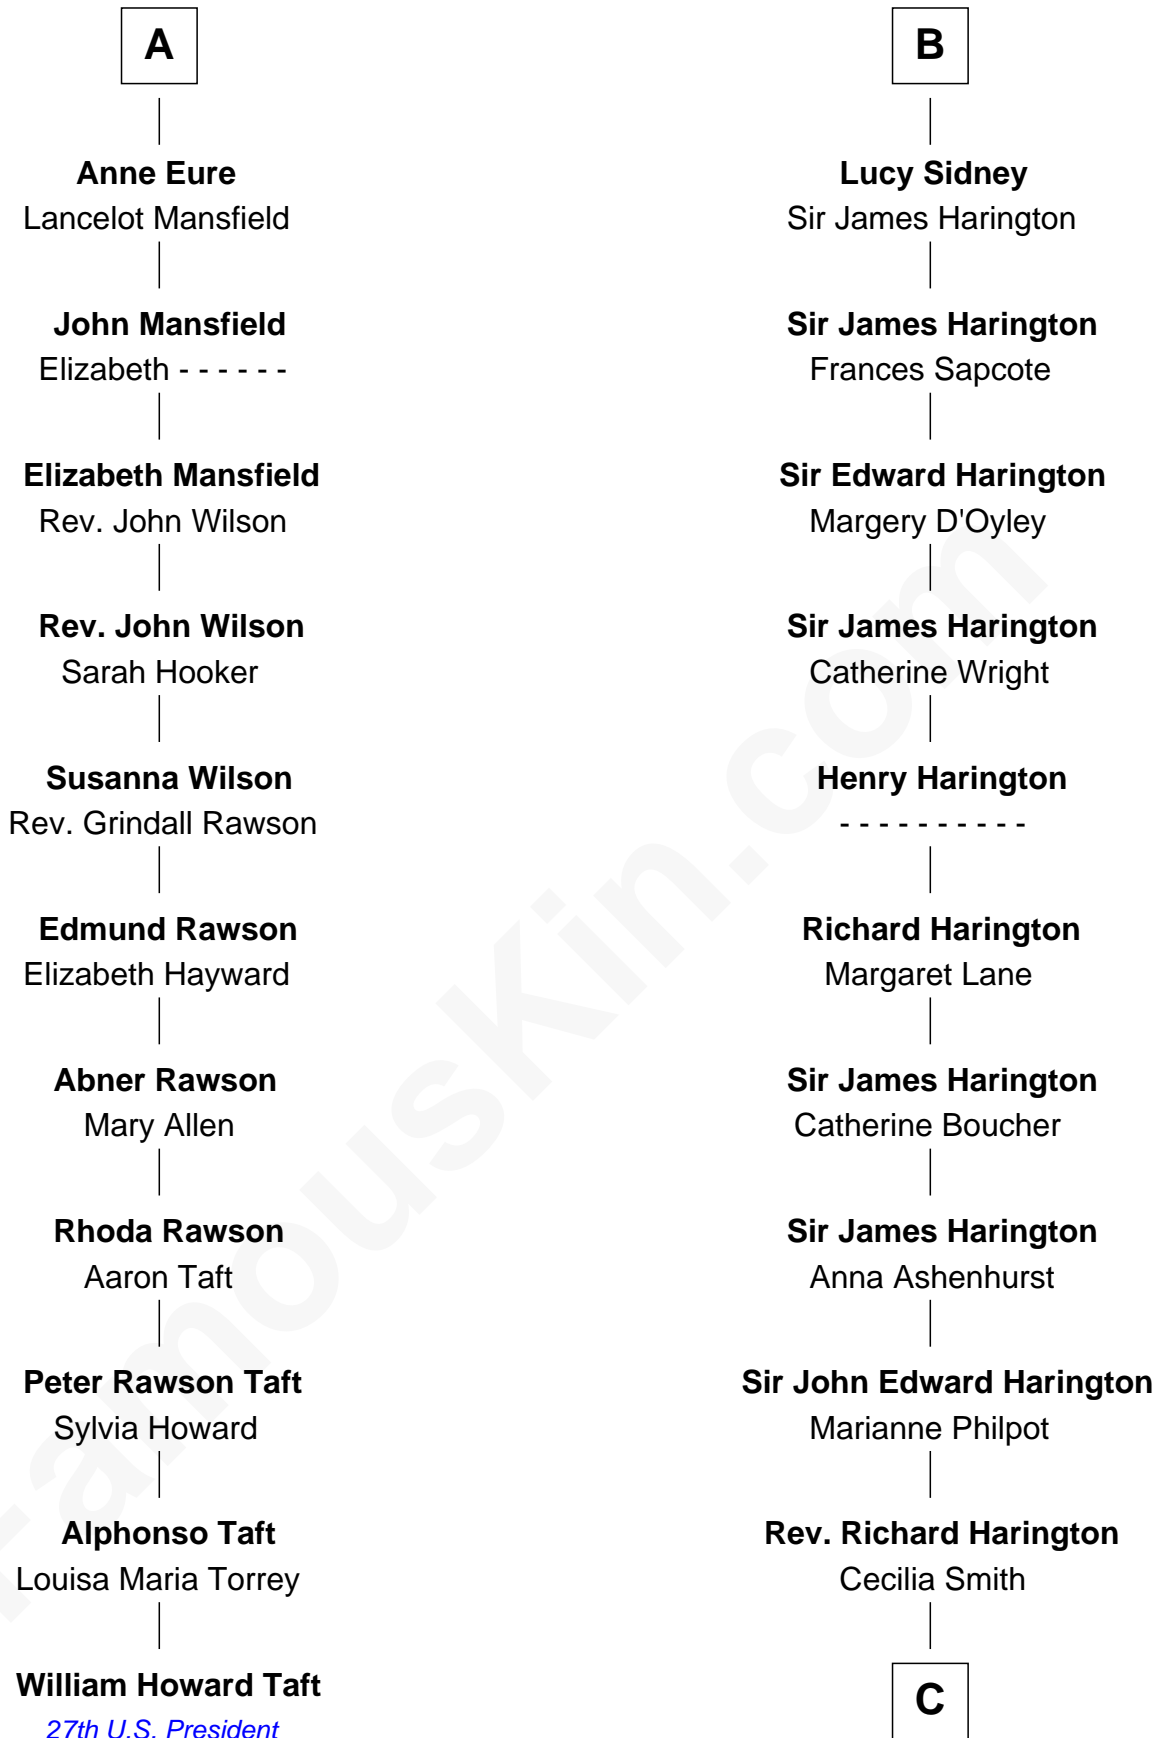 A
Anne Eure
Lancelot Mansfield
John Mansfield
Elizabeth - - - - - -
Elizabeth Mansfield
Rev. John Wilson
Rev. John Wilson
Sarah Hooker
Susanna Wilson
Rev. Grindall Rawson
Edmund Rawson
Elizabeth Hayward
Abner Rawson
Mary Allen
Rhoda Rawson
Aaron Taft
Peter Rawson Taft
Sylvia Howard
Alphonso Taft
Louisa Maria Torrey
William Howard Taft
27th U.S. President
B
Lucy Sidney
Sir James Harington
Sir James Harington
Frances Sapcote
Sir Edward Harington
Margery D'Oyley
Sir James Harington
Catherine Wright
Henry Harington
- - - - - - - - - -
Richard Harington
Margaret Lane
Sir James Harington
Catherine Boucher
Sir James Harington
Anna Ashenhurst
Sir John Edward Harington
Marianne Philpot
Rev. Richard Harington
Cecilia Smith
C
FamousKin.com